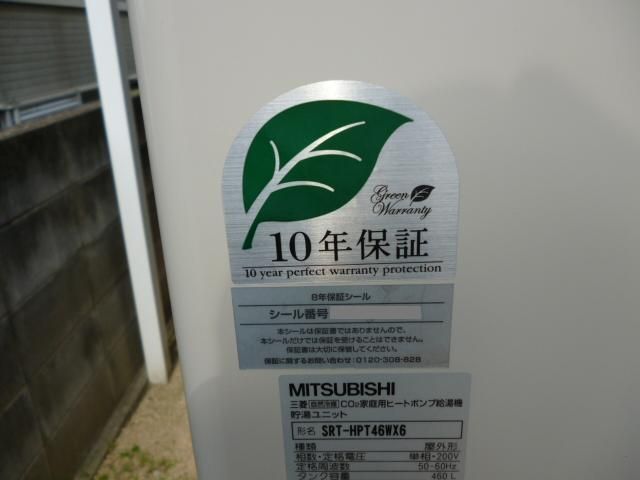 Green
Warranty
10年保証
10 year perfect warranty protection
8年保証シール
シール番号
本シールは保証書ではありませんので、
本シールだけでは保証を受けることはできません。
保証書は大切に保管してください。
保証に関するお問い合わせ:0120-308-828
MITSUBISHI
三菱 自然冷媒 CO₂家庭用ヒートポンプ給湯機
貯湯ユニット
形名 SRT-HPT46WX6
種類 屋外形
相数・定格電圧 単相・200V
定格周波数 50-60Hz
タンク容量 460L